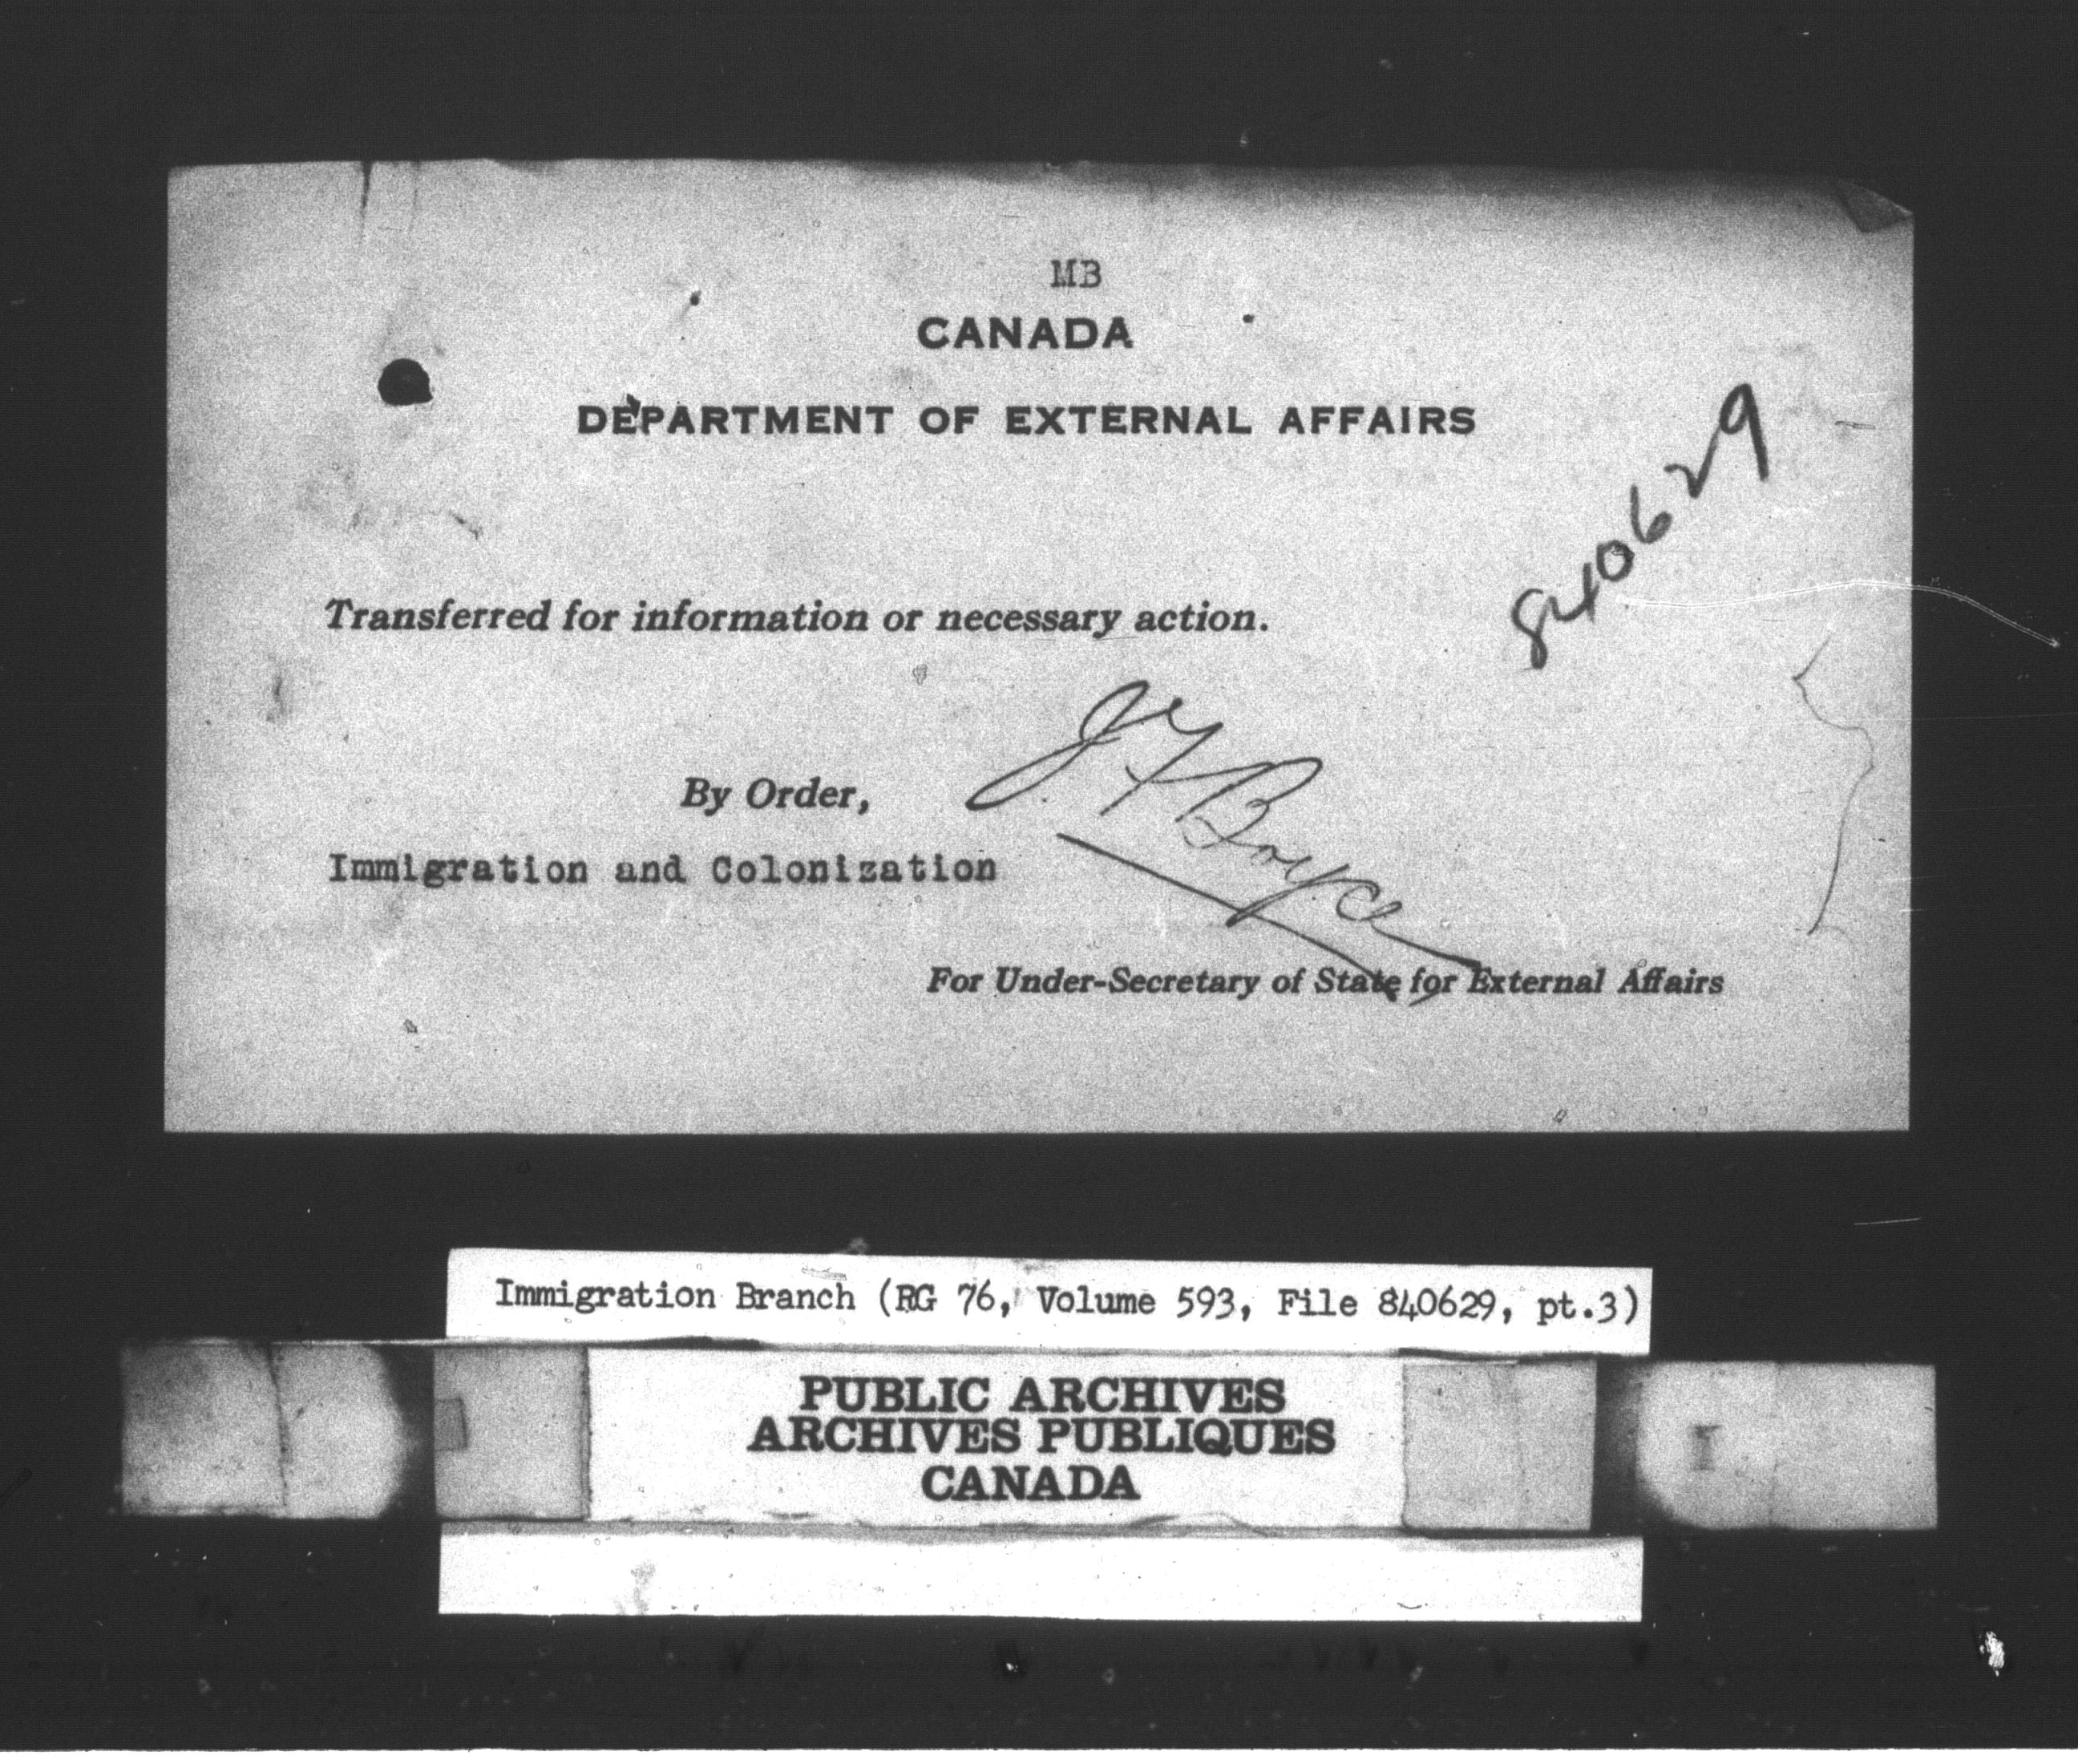 MB
CANADA
DEPARTMENT OF EXTERNAL AFFAIRS
840629
Transferred for information or necessary action.
By Order,
J F Boyce
Immigration and Colonization
For Under-Secretary of State for External Affairs
Immigration Branch (RG 76, Volume 593, File 840629, pt.3)
PUBLIC ARCHIVES
ARCHIVES PUBLIQUES
CANADA
I